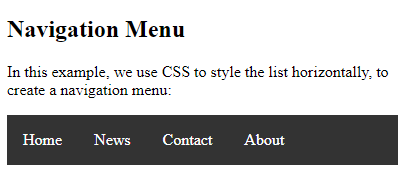 Navigation Menu
In this example, we use CSS to style the list horizontally, to
create a navigation menu:
Home News Contact About